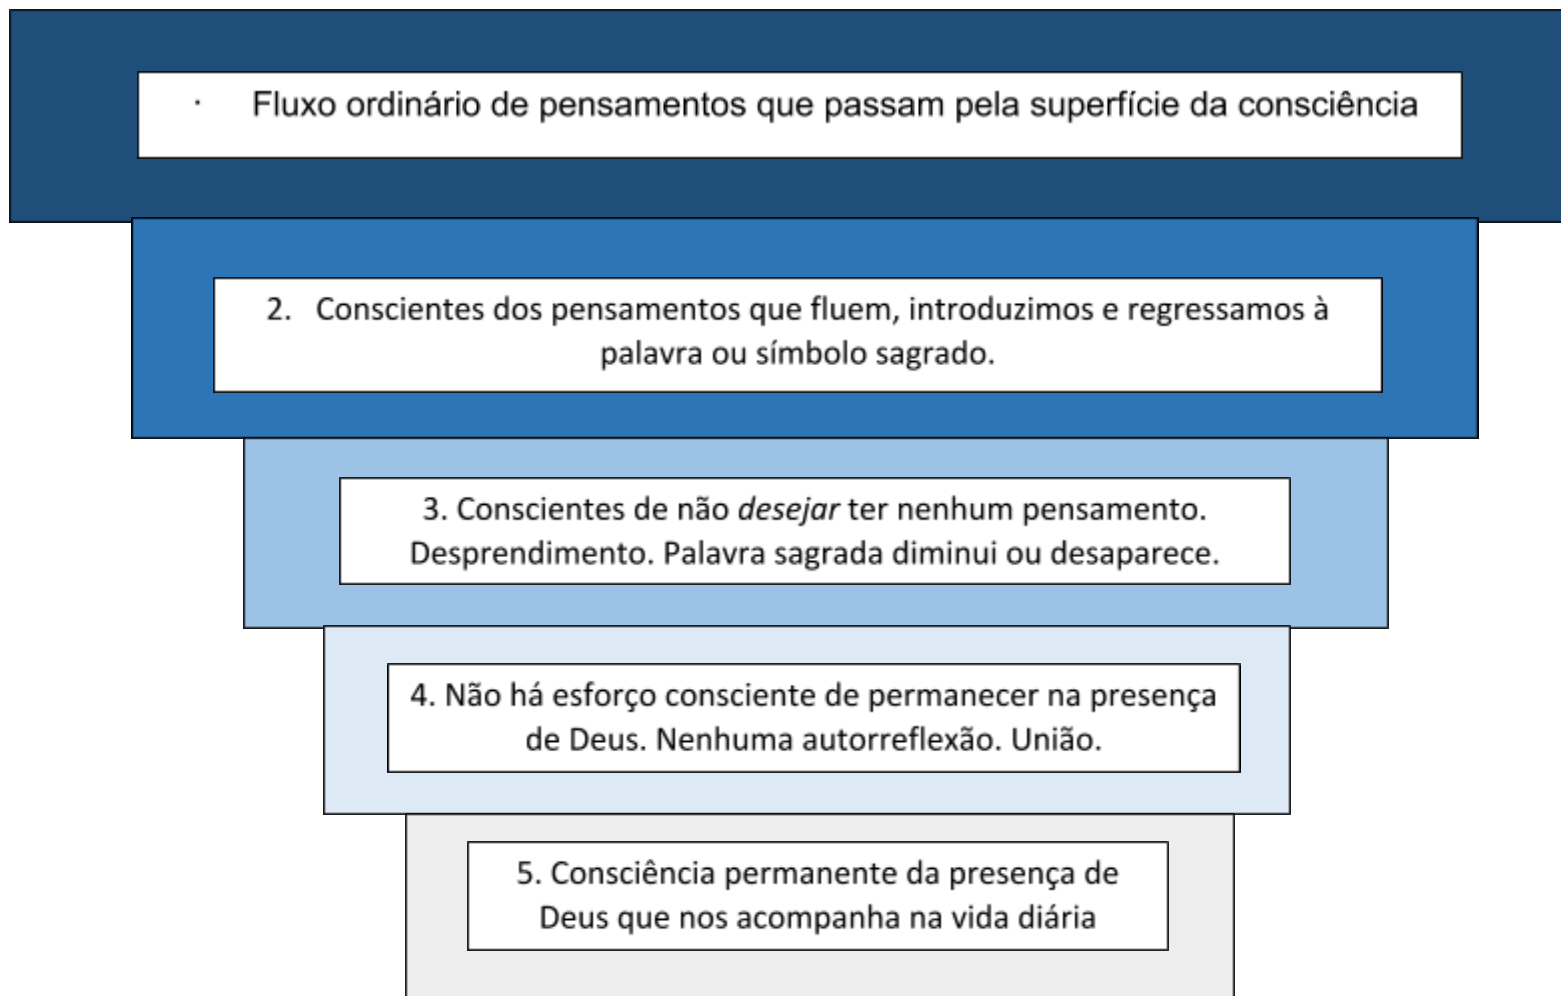 · Fluxo ordinário de pensamentos que passam pela superfície da consciência
2. Conscientes dos pensamentos que fluem, introduzimos e regressamos à
palavra ou símbolo sagrado.
3. Conscientes de não desejar ter nenhum pensamento.
Desprendimento. Palavra sagrada diminui ou desaparece.
4. Não há esforço consciente de permanecer na presença
de Deus. Nenhuma autorreflexão. União.
5. Consciência permanente da presença de
Deus que nos acompanha na vida diária